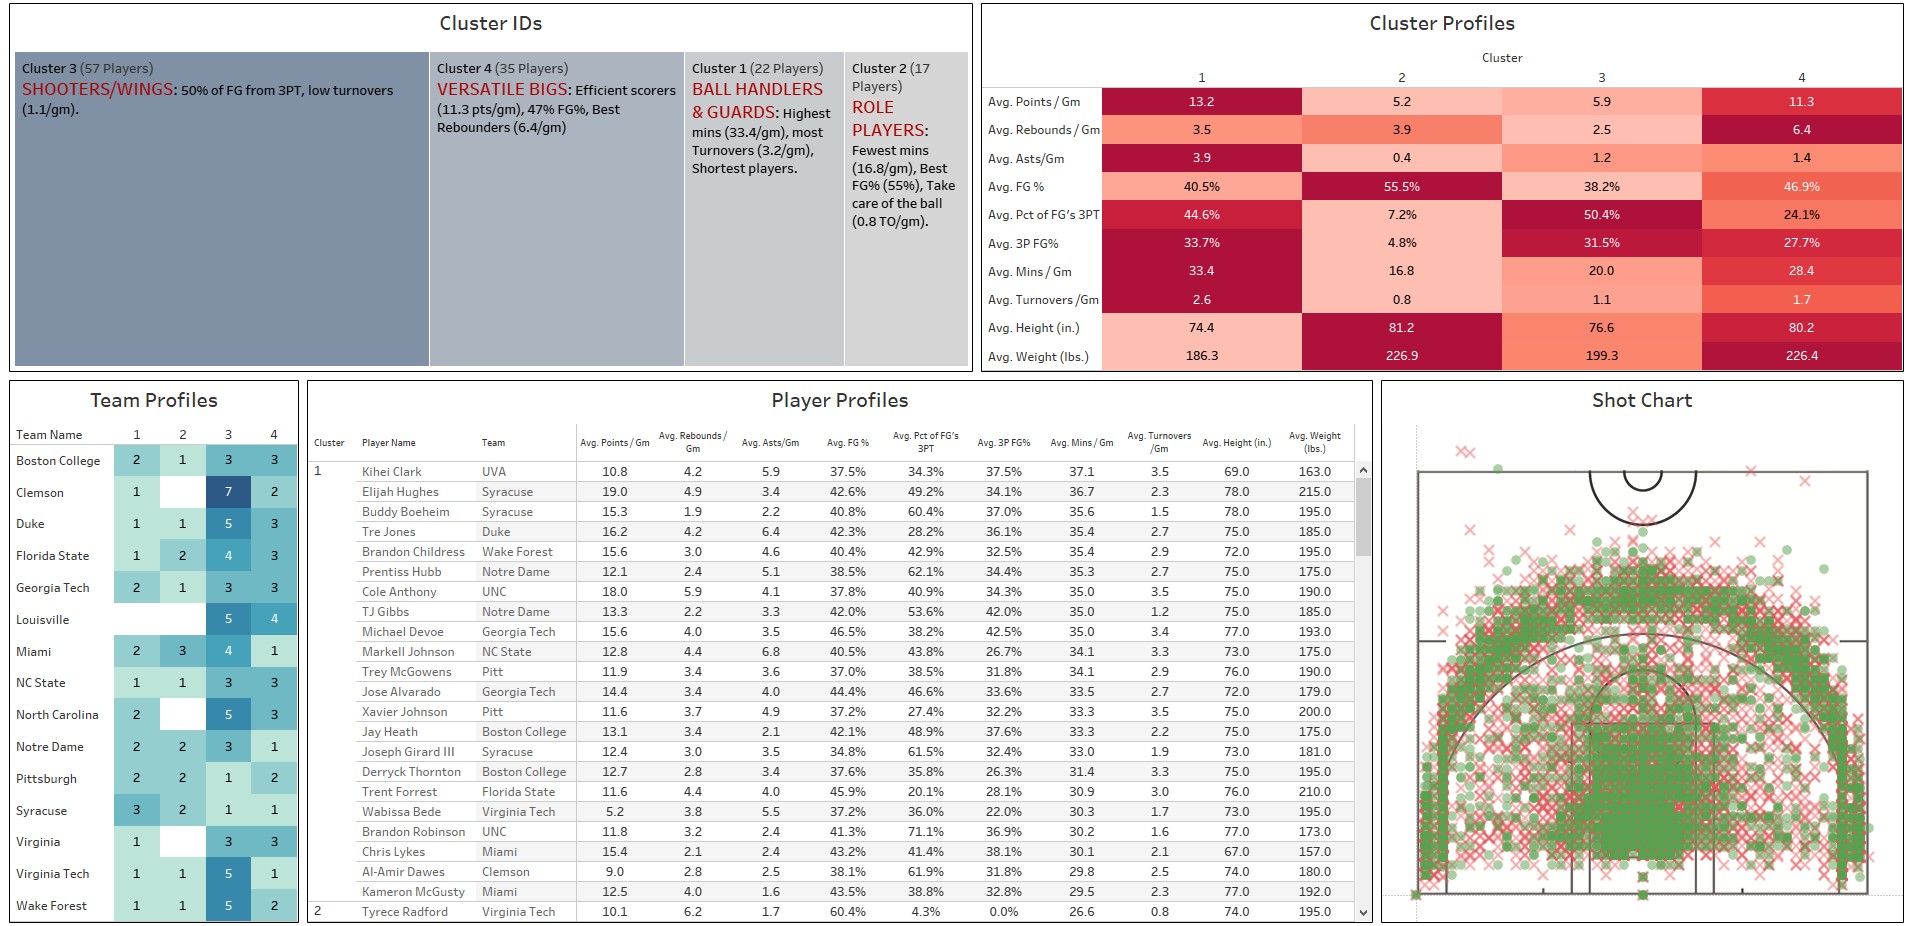 Cluster IDs
Cluster 3 (57 Players)
SHOOTERS/WINGS: 50% of FG from 3PT, low turnovers
(1.1/gm).
Cluster 4 (35 Players)
VERSATILE BIGS: Efficient scorers
(11.3 pts/gm), 47% FG%, Best
Rebounders (6.4/gm)
Cluster 1 (22 Players)
BALL HANDLERS
& GUARDS: Highest
mins (33.4/gm), most
Turnovers (3.2/gm),
Shortest players.
Cluster 2 (17
Players)
ROLE
PLAYERS:
Fewest mins
(16.8/gm), Best
FG% (55%), Take
care of the ball
(0.8 TO/gm).
Cluster Profiles
Cluster
1 2 3 4
Avg. Points / Gm 13.2 5.2 5.9 11.3
Avg. Rebounds / Gm 3.5 3.9 2.5 6.4
Avg. Asts/Gm 3.9 0.4 1.2 1.4
Avg. FG % 40.5% 55.5% 38.2% 46.9%
Avg. Pct of FG's 3PT 44.6% 7.2% 50.4% 24.1%
Avg. 3P FG% 33.7% 4.8% 31.5% 27.7%
Avg. Mins / Gm 33.4 16.8 20.0 28.4
Avg. Turnovers /Gm 2.6 0.8 1.1 1.7
Avg. Height (in.) 74.4 81.2 76.6 80.2
Avg. Weight (lbs.) 186.3 226.9 199.3 226.4
Team Profiles
Team Name 1 2 3 4
Boston College 2 1 3 3
Clemson 1 7 2
Duke 1 1 5 3
Florida State 1 2 4 3
Georgia Tech 2 1 3 3
Louisville 5 4
Miami 2 3 4 1
NC State 1 1 3 3
North Carolina 2 5 3
Notre Dame 2 2 3 1
Pittsburgh 2 2 1 2
Syracuse 3 2 1 1
Virginia 1 3 3
Virginia Tech 1 1 5 1
Wake Forest 1 1 5 2
Player Profiles
Cluster Player Name Team Avg. Points / Gm Avg. Rebounds / Gm Avg. Asts/Gm Avg. FG % Avg. Pct of FG's 3PT Avg. 3P FG% Avg. Mins / Gm Avg. Turnovers /Gm Avg. Height (in.) Avg. Weight (lbs.)
1 Kihei Clark UVA 10.8 4.2 5.9 37.5% 34.3% 37.5% 37.1 3.5 69.0 163.0
Elijah Hughes Syracuse 19.0 4.9 3.4 42.6% 49.2% 34.1% 36.7 2.3 78.0 215.0
Buddy Boeheim Syracuse 15.3 1.9 2.2 40.8% 60.4% 37.0% 35.6 1.5 78.0 195.0
Tre Jones Duke 16.2 4.2 6.4 42.3% 28.2% 36.1% 35.4 2.7 75.0 185.0
Brandon Childress Wake Forest 15.6 3.0 4.6 40.4% 42.9% 32.5% 35.4 2.9 72.0 195.0
Prentiss Hubb Notre Dame 12.1 2.4 5.1 38.5% 62.1% 34.4% 35.3 2.7 75.0 175.0
Cole Anthony UNC 18.0 5.9 4.1 37.8% 40.9% 34.3% 35.0 3.5 75.0 190.0
TJ Gibbs Notre Dame 13.3 2.2 3.3 42.0% 53.6% 42.0% 35.0 1.2 75.0 185.0
Michael Devoe Georgia Tech 15.6 4.0 3.5 46.5% 38.2% 42.5% 35.0 3.4 77.0 193.0
Markell Johnson NC State 12.8 4.4 6.8 40.5% 43.8% 26.7% 34.1 3.3 73.0 175.0
Trey McGowens Pitt 11.9 3.4 3.6 37.0% 38.5% 31.8% 34.1 2.9 76.0 190.0
Jose Alvarado Georgia Tech 14.4 3.4 4.0 44.4% 46.6% 33.6% 33.5 2.7 72.0 179.0
Xavier Johnson Pitt 11.6 3.7 4.9 37.2% 27.4% 32.2% 33.3 3.5 75.0 200.0
Jay Heath Boston College 13.1 3.4 2.1 42.1% 48.9% 37.6% 33.3 2.2 75.0 175.0
Joseph Girard III Syracuse 12.4 3.0 3.5 34.8% 61.5% 32.4% 33.0 1.9 73.0 181.0
Derryck Thornton Boston College 12.7 2.8 3.4 37.6% 35.8% 26.3% 31.4 3.3 75.0 195.0
Trent Forrest Florida State 11.6 4.4 4.0 45.9% 20.1% 28.1% 30.9 3.0 76.0 210.0
Wabissa Bede Virginia Tech 5.2 3.8 5.5 37.2% 36.0% 22.0% 30.3 1.7 73.0 195.0
Brandon Robinson UNC 11.8 3.2 2.4 41.3% 71.1% 36.9% 30.2 1.6 77.0 173.0
Chris Lykes Miami 15.4 2.1 2.4 43.2% 41.4% 38.1% 30.1 2.1 67.0 157.0
Al-Amir Dawes Clemson 9.0 2.8 2.5 38.1% 61.9% 31.8% 29.8 2.5 74.0 180.0
Kameron McGusty Miami 12.5 4.0 1.6 43.5% 38.8% 32.8% 29.5 2.3 77.0 192.0
2 Tyrece Radford Virginia Tech 10.1 6.2 1.7 60.4% 4.3% 0.0% 26.6 0.8 74.0 195.0
Shot Chart